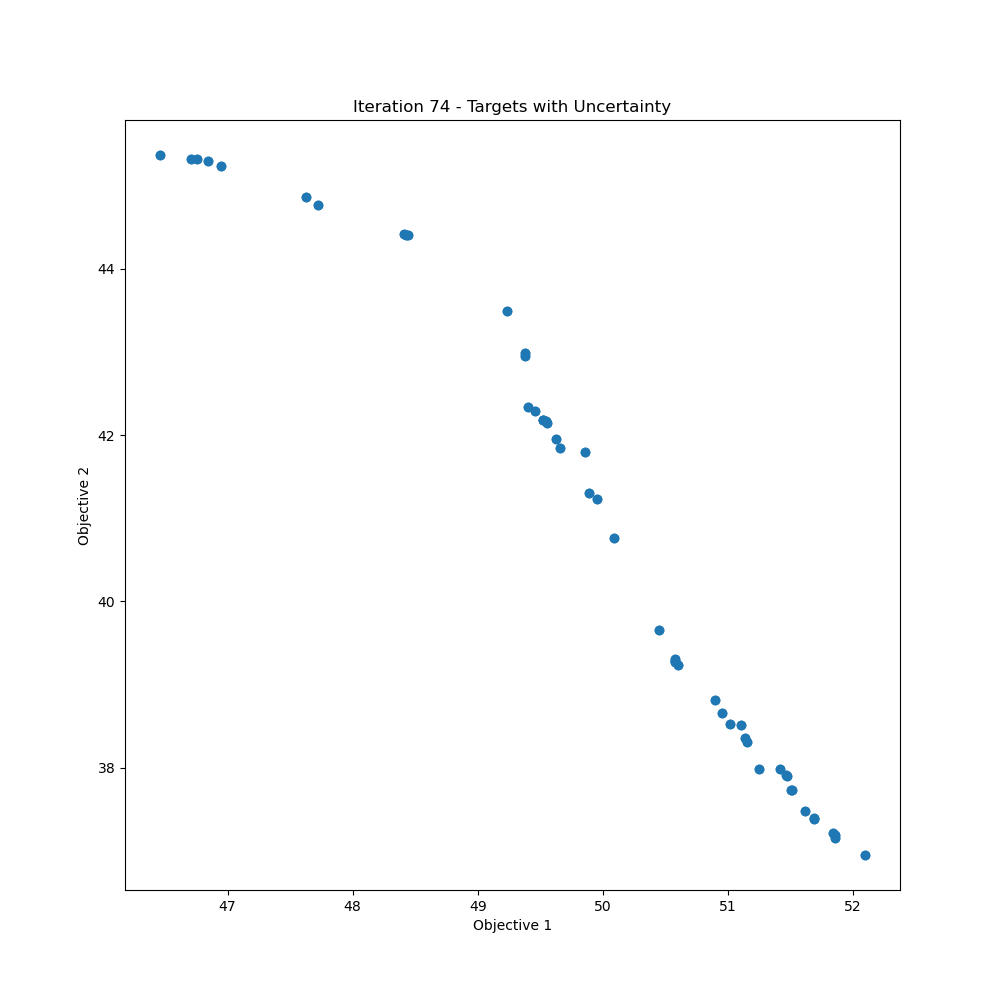 Iteration 74 - Targets with Uncertainty
44
42
40
38
Objective 2
47 48 49 50 51 52
Objective 1